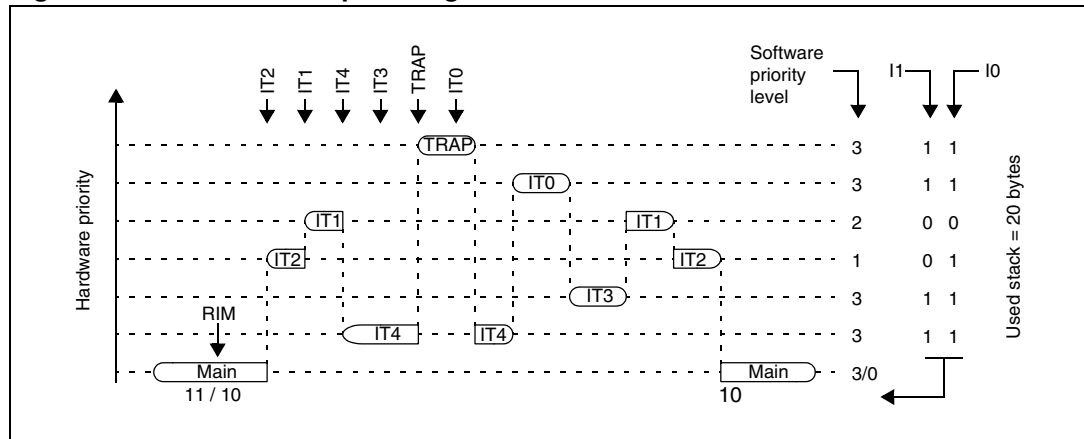 IT2
IT1
IT4
IT3
TRAP
IT0
Software
priority
level
I1
I0
TRAP
3
1 1
IT0
3
1 1
IT1
IT1
2
0 0
IT2
IT2
1
0 1
IT3
3
1 1
RIM
IT4
IT4
3
1 1
Main
Main
3/0
11 / 10
10
Hardware priority
Used stack = 20 bytes